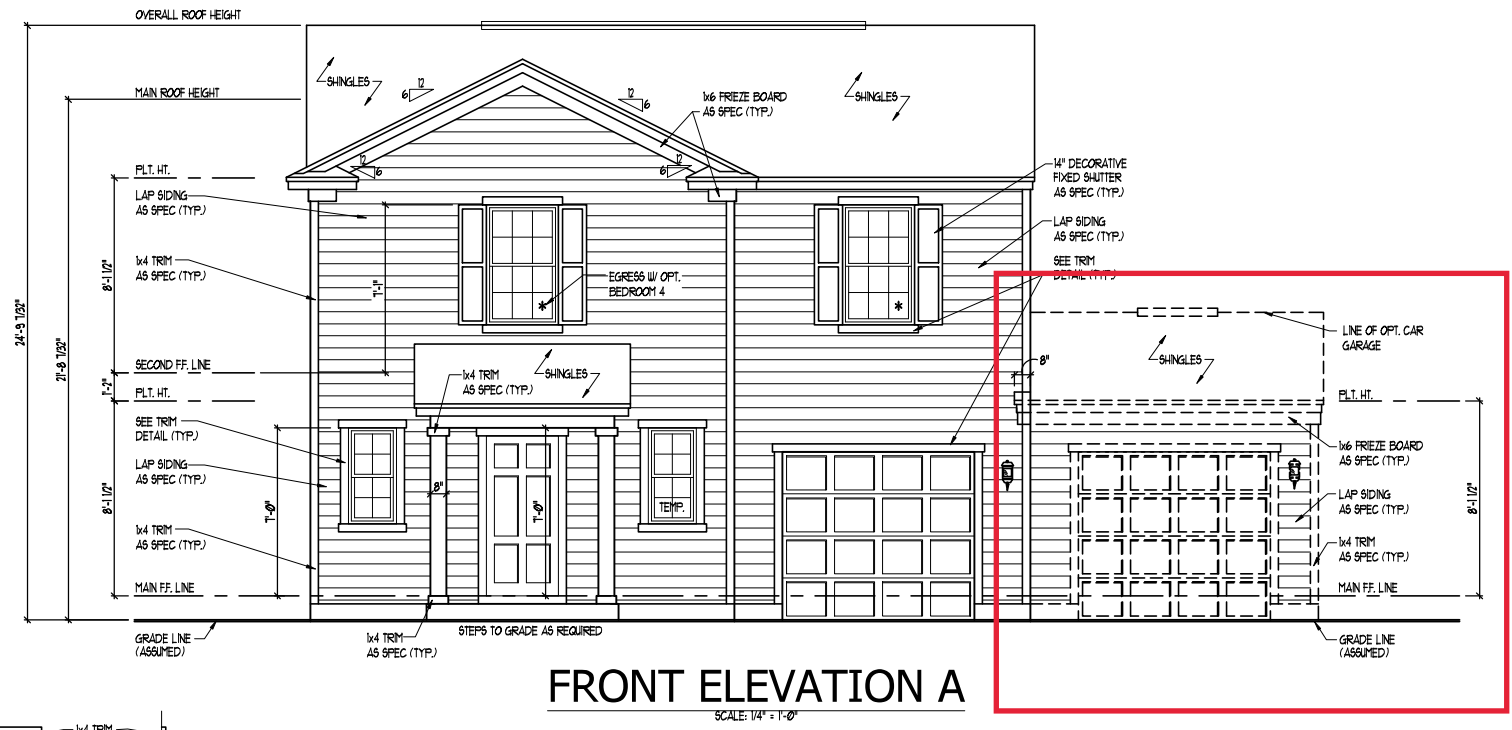 OVERALL ROOF HEIGHT
MAIN ROOF HEIGHT
PLT. HT.
LAP SIDING
AS SPEC (TYP.)
1x4 TRIM
AS SPEC (TYP.)
SECOND F.F. LINE
PLT. HT.
SEE TRIM
DETAIL (TYP.)
LAP SIDING
AS SPEC (TYP.)
1x4 TRIM
AS SPEC (TYP.)
MAIN F.F. LINE
GRADE LINE
(ASSUMED)
24'-9 7/32"
21'-8 7/32"
8'-1 1/2"
1'-2"
8'-1 1/2"
SHINGLES
12
6
12
6
12
6
12
6
1x6 FRIEZE BOARD
AS SPEC (TYP.)
SHINGLES
14" DECORATIVE
FIXED SHUTTER
AS SPEC (TYP.)
LAP SIDING
AS SPEC (TYP.)
SEE TRIM
DETAIL (TYP.)
EGRESS W/ OPT.
BEDROOM 4
*
*
7'-1"
SHINGLES
1x4 TRIM
AS SPEC (TYP.)
8"
7'-0"
7'-0"
TEMP.
1x4 TRIM
AS SPEC (TYP.)
STEPS TO GRADE AS REQUIRED
8"
SHINGLES
LINE OF OPT. CAR
GARAGE
PLT. HT.
1x6 FRIEZE BOARD
AS SPEC (TYP.)
LAP SIDING
AS SPEC (TYP.)
1x4 TRIM
AS SPEC (TYP.)
MAIN F.F. LINE
8'-1 1/2"
GRADE LINE
(ASSUMED)
FRONT ELEVATION A
SCALE: 1/4" = 1'-0"
1x4 TRIM